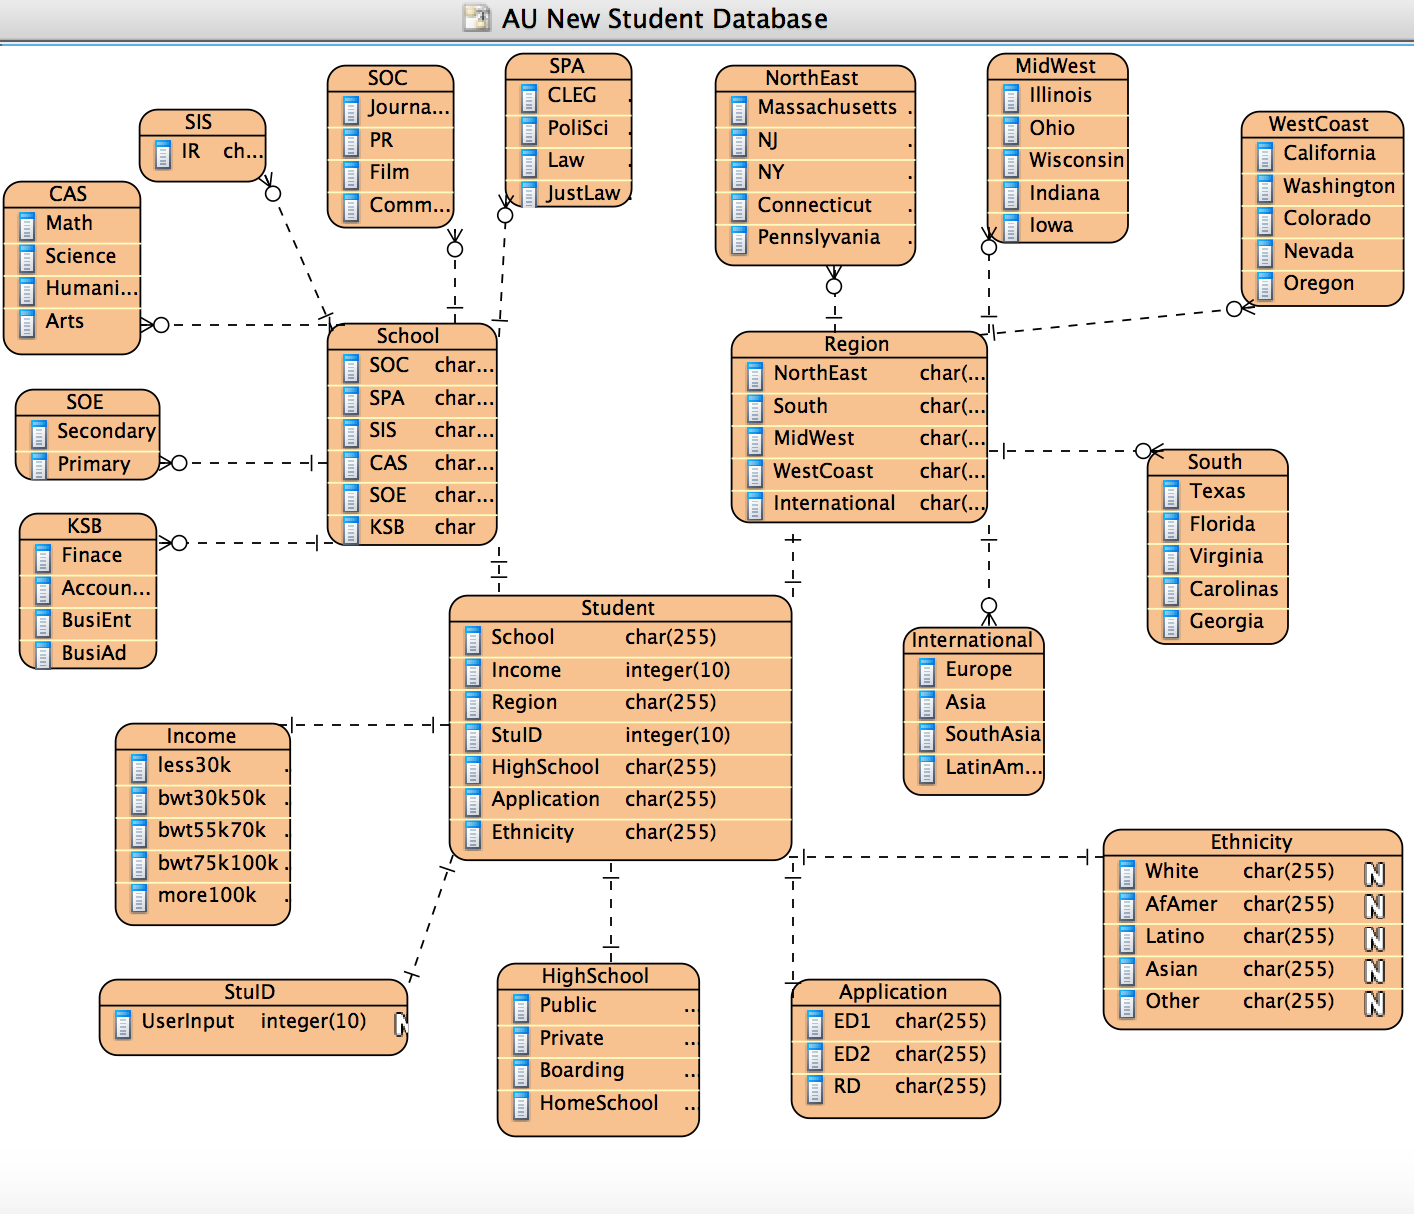 AU New Student Database
SIS
IR ch...
SOC
Journa...
PR
Film
Comm...
SPA
CLEG .
PoliSci .
Law .
JustLaw .
NorthEast
Massachusetts .
NJ .
NY .
Connecticut .
Pennslyvania .
MidWest
Illinois
Ohio
Wisconsin
Indiana
Iowa
WestCoast
California
Washington
Colorado
Nevada
Oregon
CAS
Math
Science
Humani...
Arts
School
SOC char...
SPA char...
SIS char...
CAS char...
SOE char...
KSB char
Region
NorthEast char(...
South char(...
MidWest char(...
WestCoast char(...
International char(...
SOE
Secondary
Primary
South
Texas
Florida
Virginia
Carolinas
Georgia
KSB
Finace
Accoun...
BusiEnt
BusiAd
Student
School char(255)
Income integer(10)
Region char(255)
StuID integer(10)
HighSchool char(255)
Application char(255)
Ethnicity char(255)
International
Europe
Asia
SouthAsia
LatinAm...
Income
less30k .
bwt30k50k .
bwt55k70k .
bwt75k100k .
more100k .
Ethnicity
White char(255) N
AfAmer char(255) N
Latino char(255) N
Asian char(255) N
Other char(255) N
StuID
UserInput integer(10) N
HighSchool
Public ...
Private ...
Boarding ...
HomeSchool ...
Application
ED1 char(255)
ED2 char(255)
RD char(255)